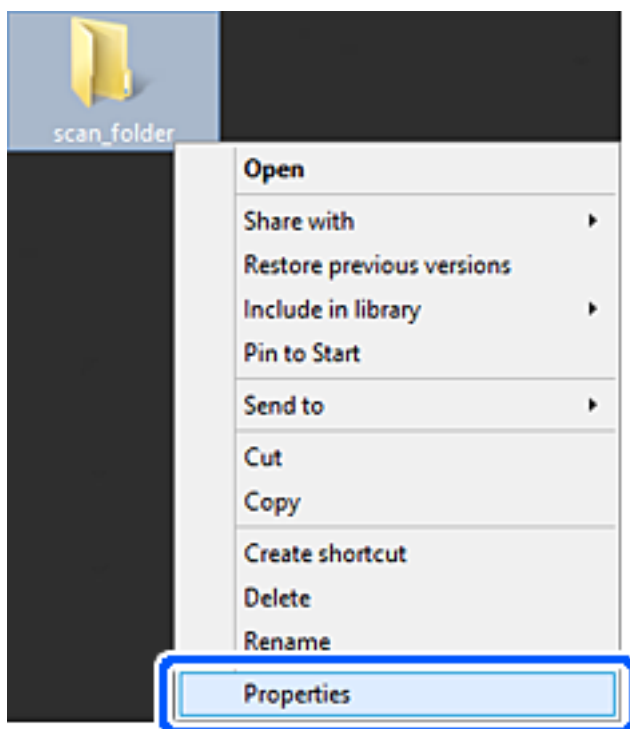 scan_folder
Open
Share with
Restore previous versions
Include in library
Pin to Start
Send to
Cut
Copy
Create shortcut
Delete
Rename
Properties